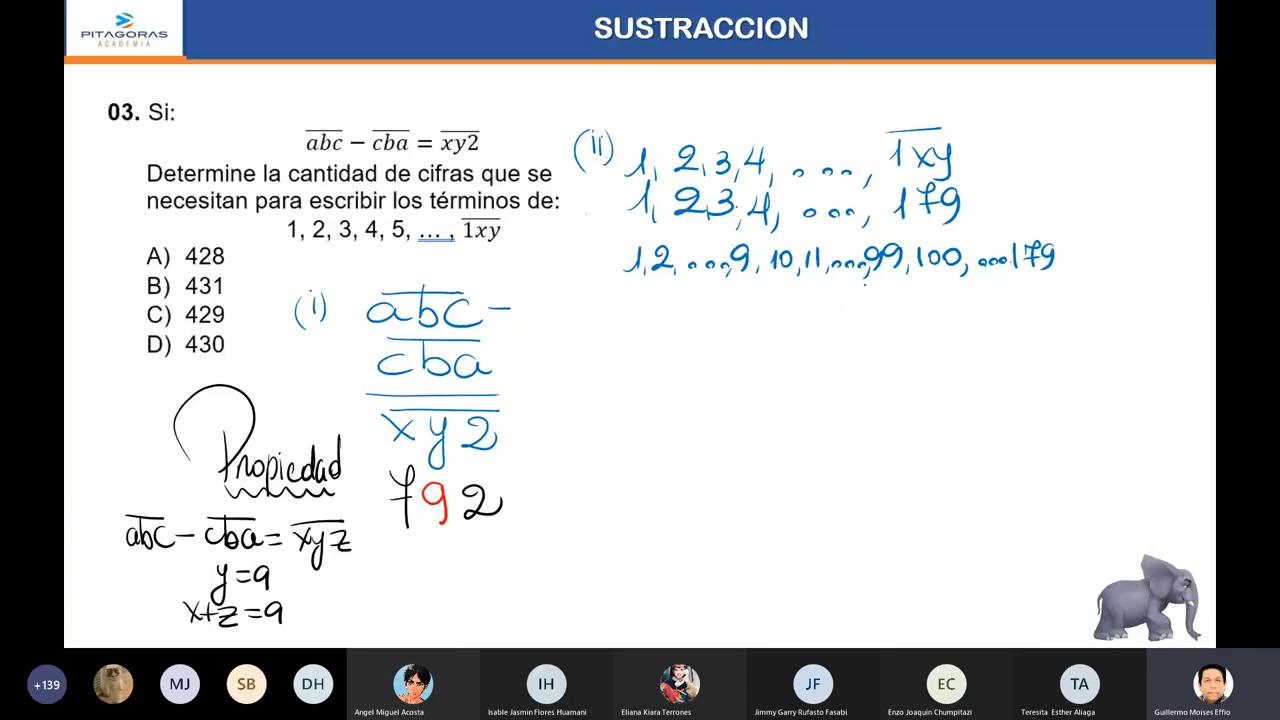 PITAGORAS
ACADEMIA
SUSTRACCION
03. Si:
abc − cba = xy2
Determine la cantidad de cifras que se
necesitan para escribir los términos de:
1, 2, 3, 4, 5, … , 1xy
A) 428
B) 431
C) 429
D) 430
(i) abc −
cba
xy2
792
Propiedad
abc − cba = xyz
y=9
x+z=9
(ii) 1, 2, 3, 4, ..., 1xy
1, 2, 3, 4, ..., 179
1, 2, ..., 9, 10, 11, ..., 99, 100, ... 179
+139
MJ
SB
DH
IH
JF
EC
TA
Angel Miguel Acosta
Isable Jasmin Flores Huamani
Eliana Kiara Terrones
Jimmy Garry Rufasto Fasabi
Enzo Joaquin Chumpitazi
Teresita Esther Aliaga
Guillermo Moises Effio